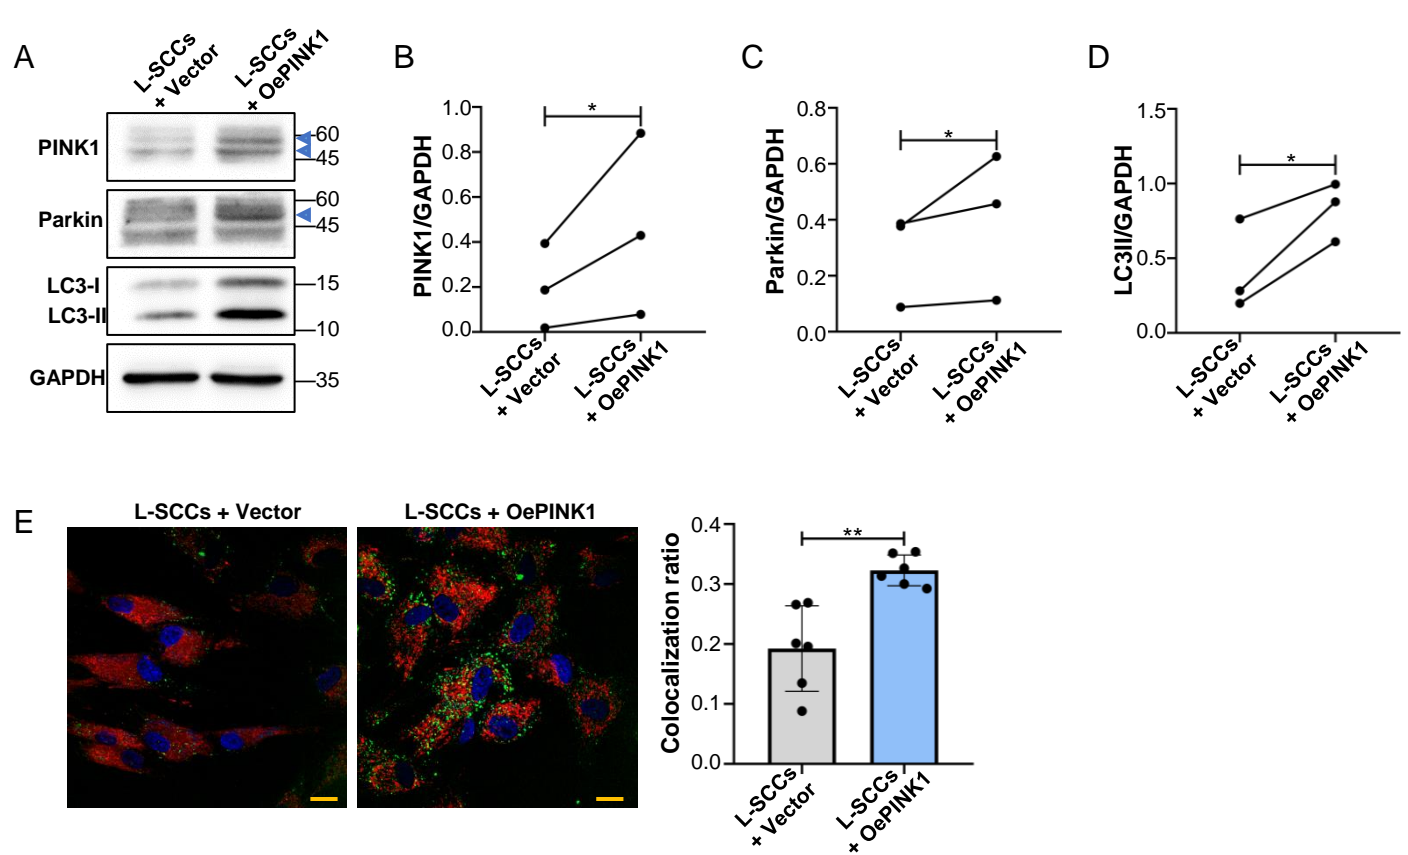 A
L-SCCs
+ Vector
L-SCCs
+ OePINK1
PINK1
60
45
Parkin
60
45
LC3-I
15
LC3-II
10
GAPDH
35
B
PINK1/GAPDH
1.0
0.8
0.6
0.4
0.2
0.0
*
L-SCCs
+ Vector
L-SCCs
+ OePINK1
C
Parkin/GAPDH
0.8
0.6
0.4
0.2
0.0
*
L-SCCs
+ Vector
L-SCCs
+ OePINK1
D
LC3II/GAPDH
1.5
1.0
0.5
0.0
*
L-SCCs
+ Vector
L-SCCs
+ OePINK1
E
L-SCCs + Vector
L-SCCs + OePINK1
Colocalization ratio
0.4
0.3
0.2
0.1
0.0
**
L-SCCs
+ Vector
L-SCCs
+ OePINK1